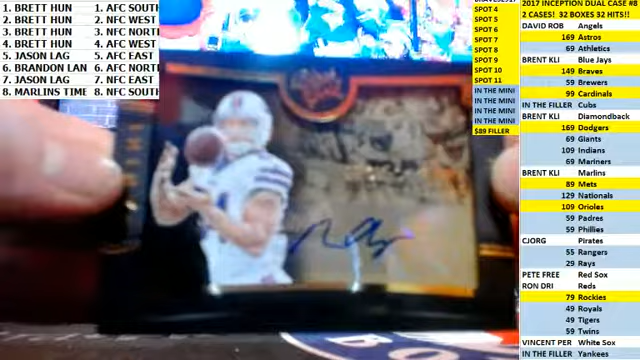 1. BRETT HUN 1. AFC SOUTH
2. BRETT HUN 2. NFC WEST
3. BRETT HUN 3. NFC NORT
4. BRETT HUN 4. AFC WEST
5. JASON LAG 5. AFC EAST
6. BRANDON LAN 6. AFC NORT
7. JASON LAG 7. NFC EAST
8. MARLINS TIME 8. NFC SOUTH
SPOT 4
SPOT 5
SPOT 6
SPOT 7
SPOT 8
SPOT 9
SPOT 10
SPOT 11
IN THE MINI
IN THE MINI
IN THE MINI
IN THE MINI
$89 FILLER
2017 INCEPTION DUAL CASE #8
2 CASES! 32 BOXES 32 HITS!!
DAVID ROB Angels
169 Astros
69 Athletics
BRENT KLI Blue Jays
149 Braves
59 Brewers
99 Cardinals
IN THE FILLER Cubs
BRENT KLI Diamondback
169 Dodgers
69 Giants
109 Indians
69 Mariners
BRENT KLI Marlins
89 Mets
129 Nationals
109 Orioles
59 Padres
59 Phillies
CJORG Pirates
55 Rangers
29 Rays
PETE FREE Red Sox
RON DRI Reds
79 Rockies
49 Royals
49 Tigers
59 Twins
VINCENT PER White Sox
IN THE FILLER Yankees